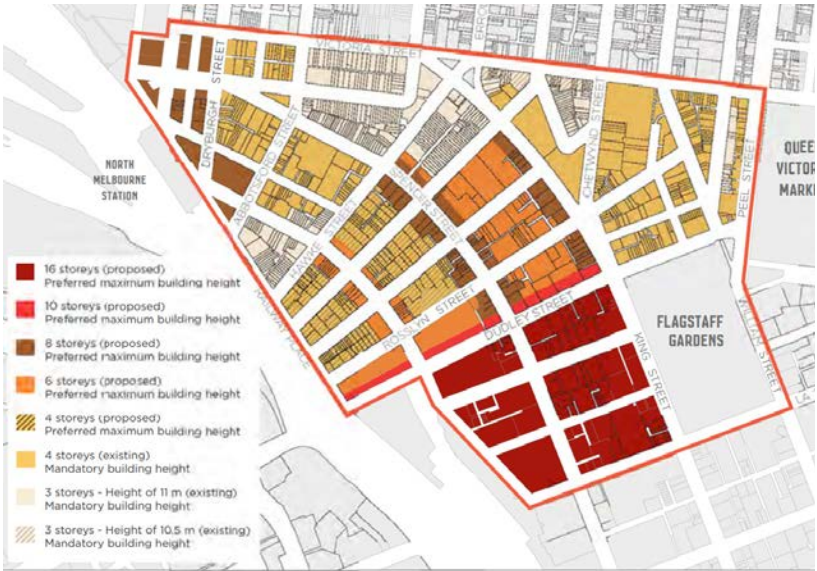 VICTORIA STREET
ERROL
DRYBURGH STREET
ABBOTSFORD STREET
HAWKE STREET
SPENCER STREET
CHETWYND STREET
PEEL STREET
QUEE
VICTOR
MARK
NORTH
MELBOURNE
STATION
RAILWAY PLACE
ROSSLYN STREET
DUDLEY STREET
KING STREET
FLAGSTAFF
GARDENS
WILLIAM STREET
LA
16 storeys (proposed)
Preferred maximum building height
10 storeys (proposed)
Preferred maximum building height
8 storeys (proposed)
Preferred maximum building height
6 storeys (proposed)
Preferred maximum building height
4 storeys (proposed)
Preferred maximum building height
4 storeys (existing)
Mandatory building height
3 storeys - Height of 11 m (existing)
Mandatory building height
3 storeys - Height of 10.5 m (existing)
Mandatory building height